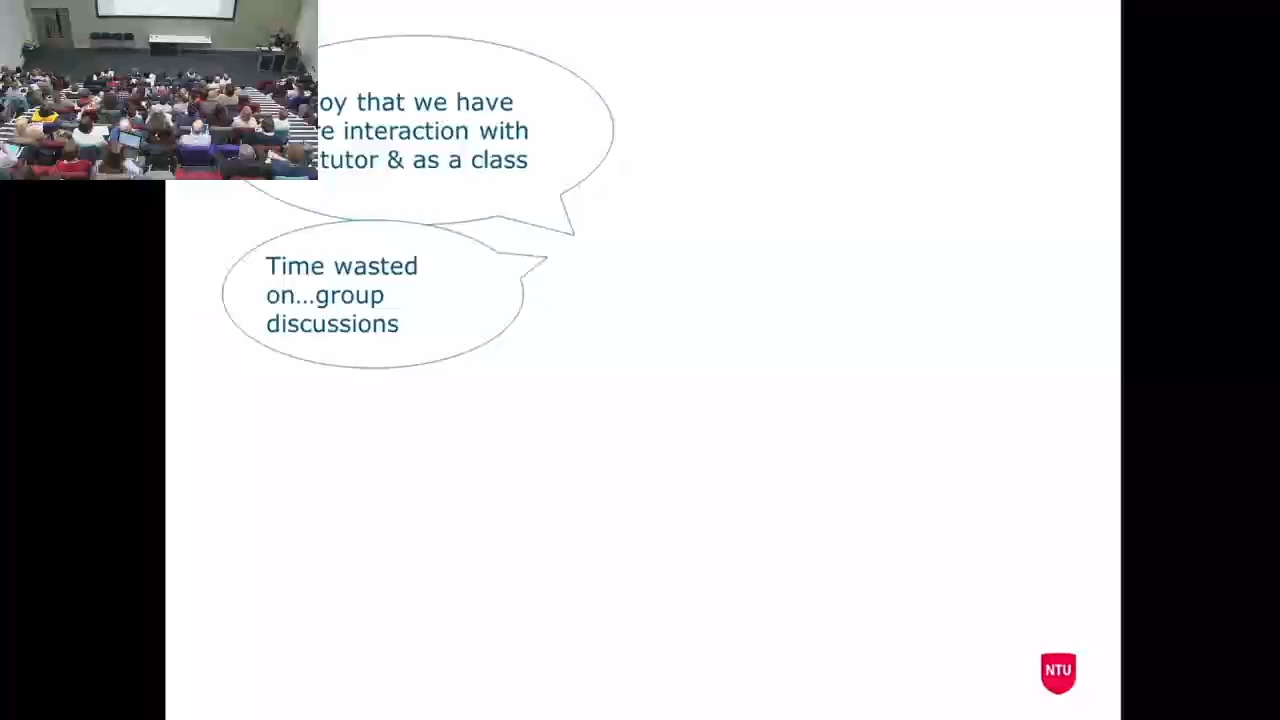 oy that we have
e interaction with
tutor & as a class
Time wasted
on...group
discussions
NTU